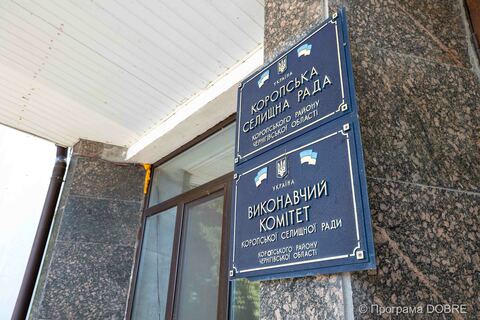 УКРАЇНА
КОРОПСЬКА
СЕЛИЩНА РАДА
КОРОПСЬКОГО РАЙОНУ
ЧЕРНІГІВСЬКОЇ ОБЛАСТІ
УКРАЇНА
ВИКОНАВЧИЙ
КОМІТЕТ
КОРОПСЬКОЇ СЕЛИЩНОЇ РАДИ
КОРОПСЬКОГО РАЙОНУ
ЧЕРНІГІВСЬКОЇ ОБЛАСТІ
© Програма DOBRE